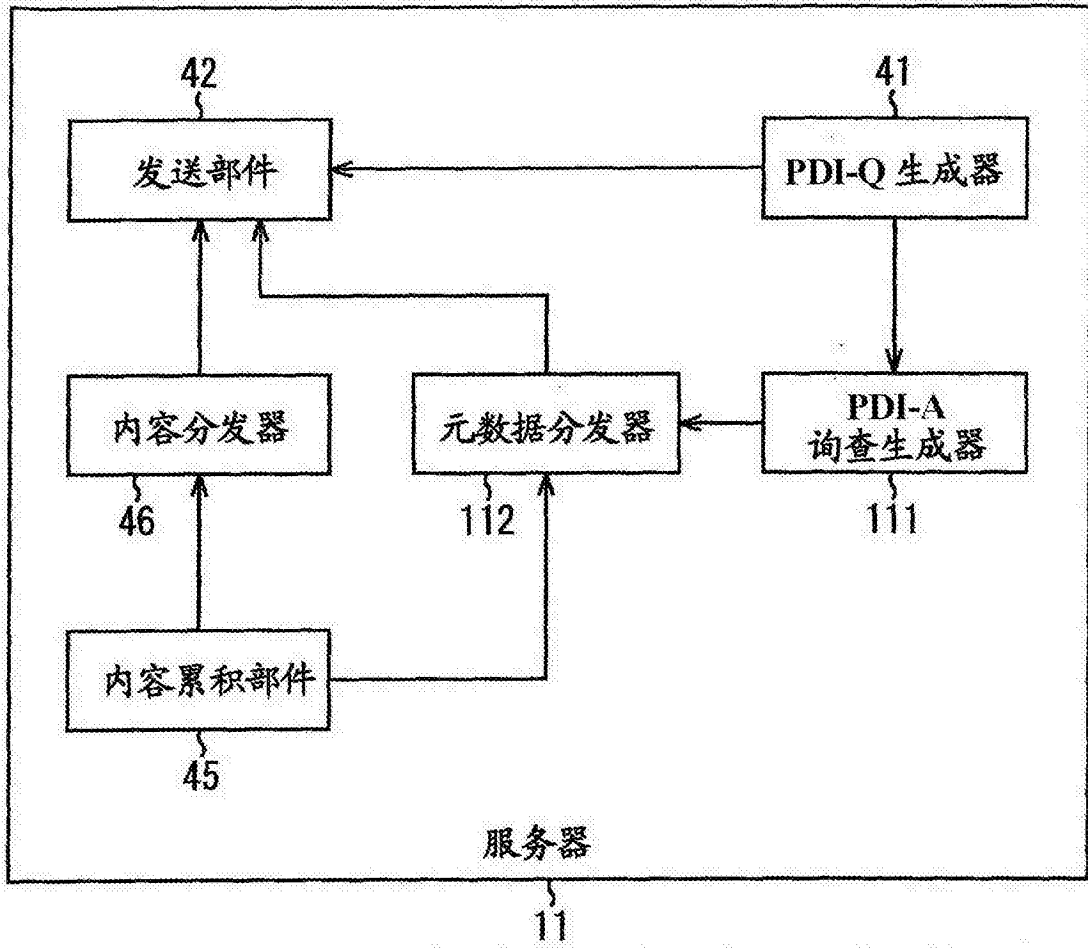 42
41
发送部件
PDI-Q 生成器
内容分发器
元数据分发器
PDI-A
询查生成器
46
112
111
内容累积部件
45
服务器
11